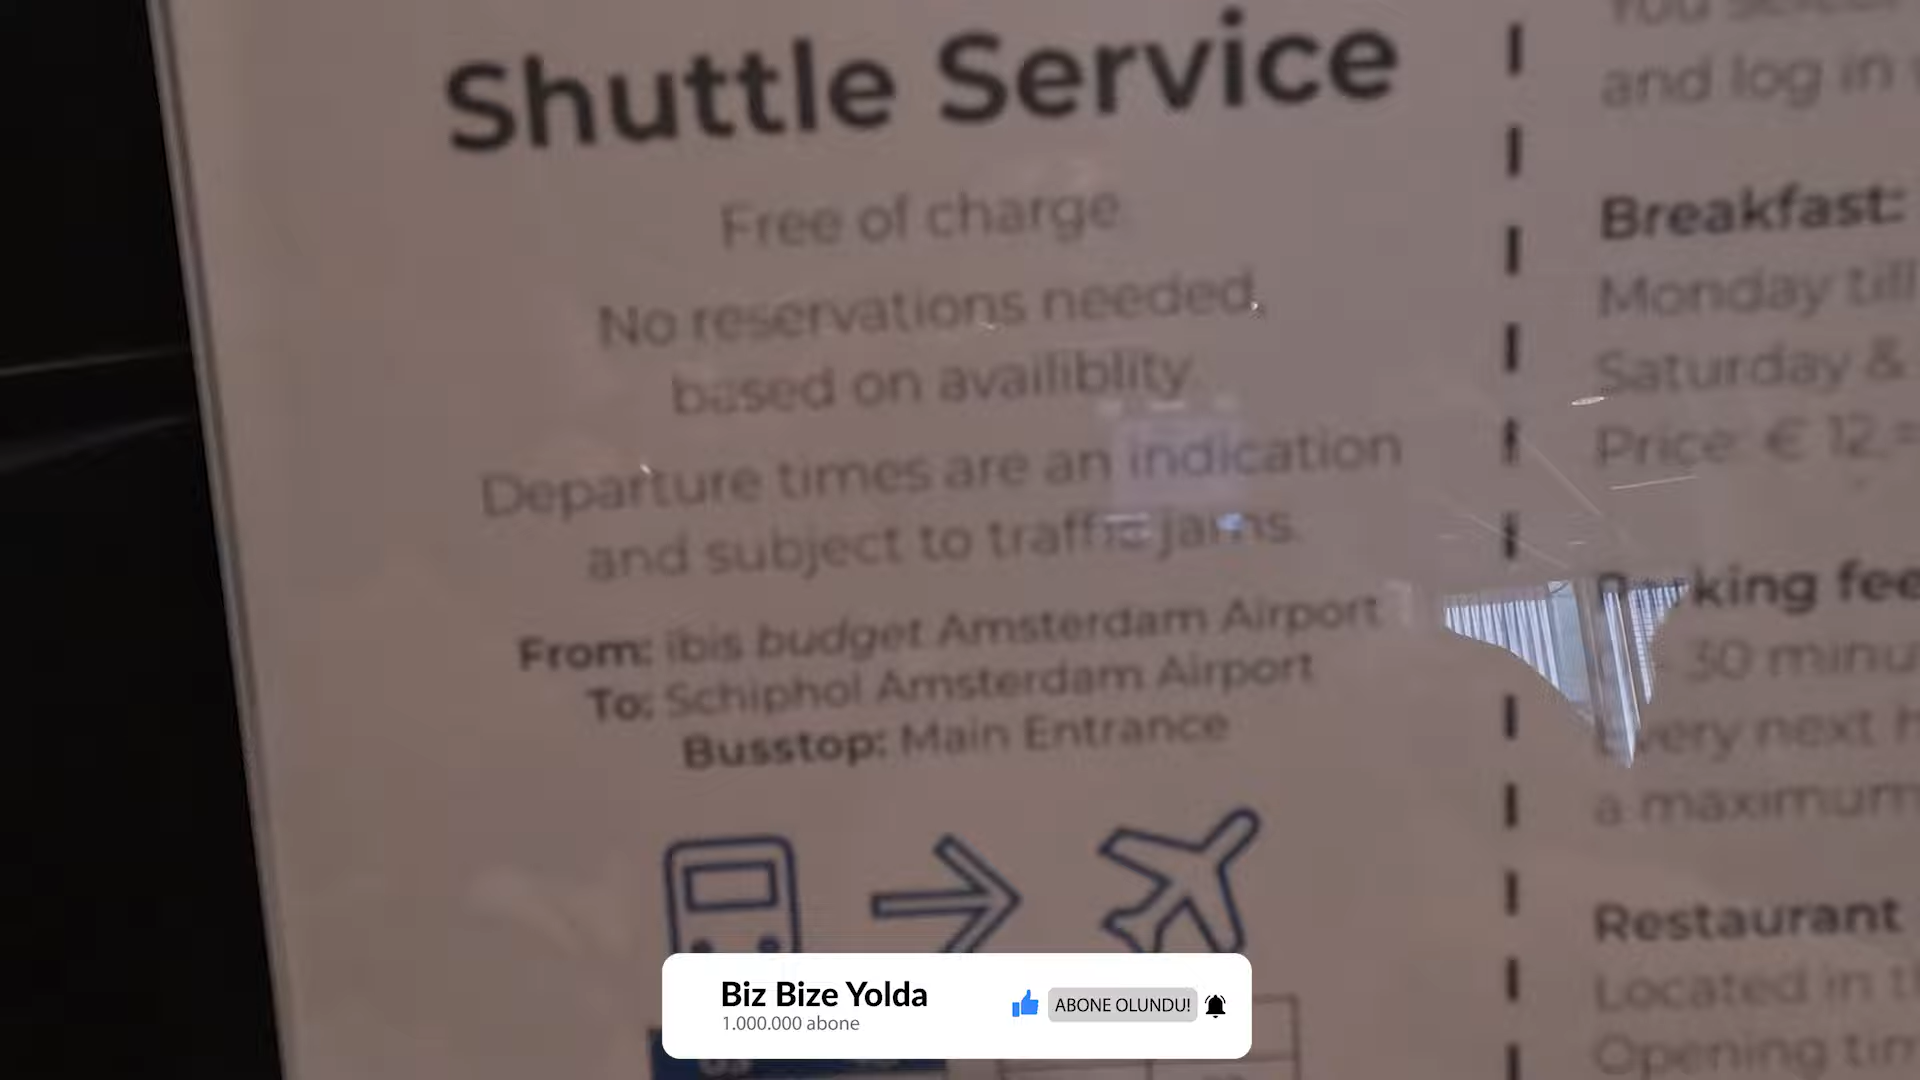 Shuttle Service
Free of charge
No reservations needed,
based on availiblity.
Departure times are an indication
and subject to traffic jams.
From: ibis budget Amsterdam Airport
To: Schiphol Amsterdam Airport
Busstop: Main Entrance
and log in
Breakfast:
Monday till
Saturday &
Price: € 12,=
king fee
30 minu
very next h
a maximum
Restaurant
Located in th
Opening tim
Biz Bize Yolda
1.000.000 abone
ABONE OLUNDU!